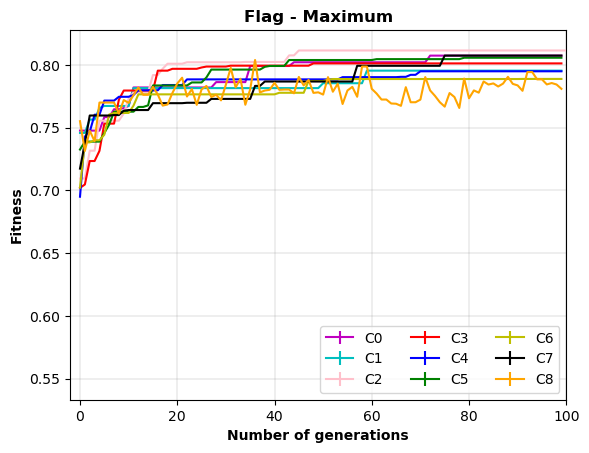 Flag - Maximum
0.80
0.75
0.70
0.65
0.60
0.55
Fitness
C0 C3 C6
C1 C4 C7
C2 C5 C8
0 20 40 60 80 100
Number of generations